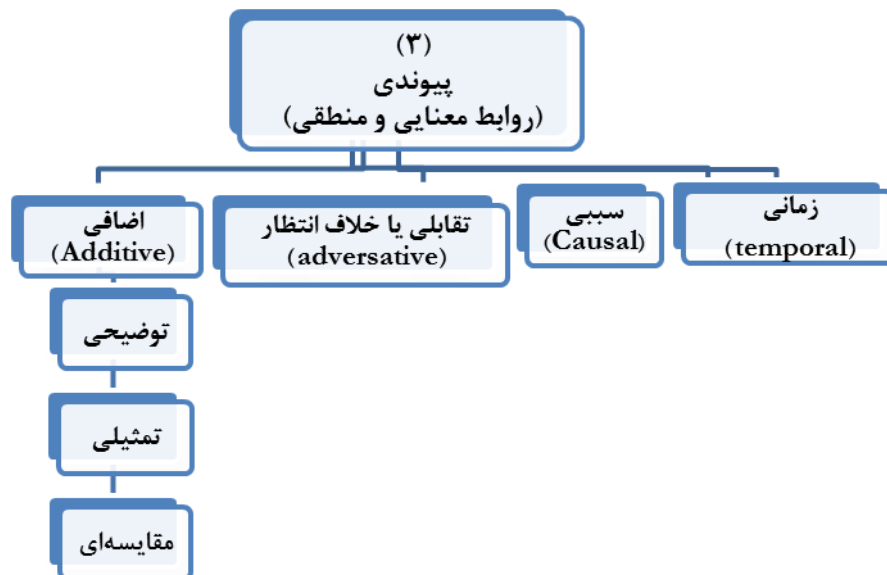 (۳)
پیوندی
(روابط معنایی و منطقی)
زمانی
(temporal)
سببی
(Causal)
تقابلی یا خلاف انتظار
(adversative)
اضافی
(Additive)
توضیحی
تمثیلی
مقایسه‌ای